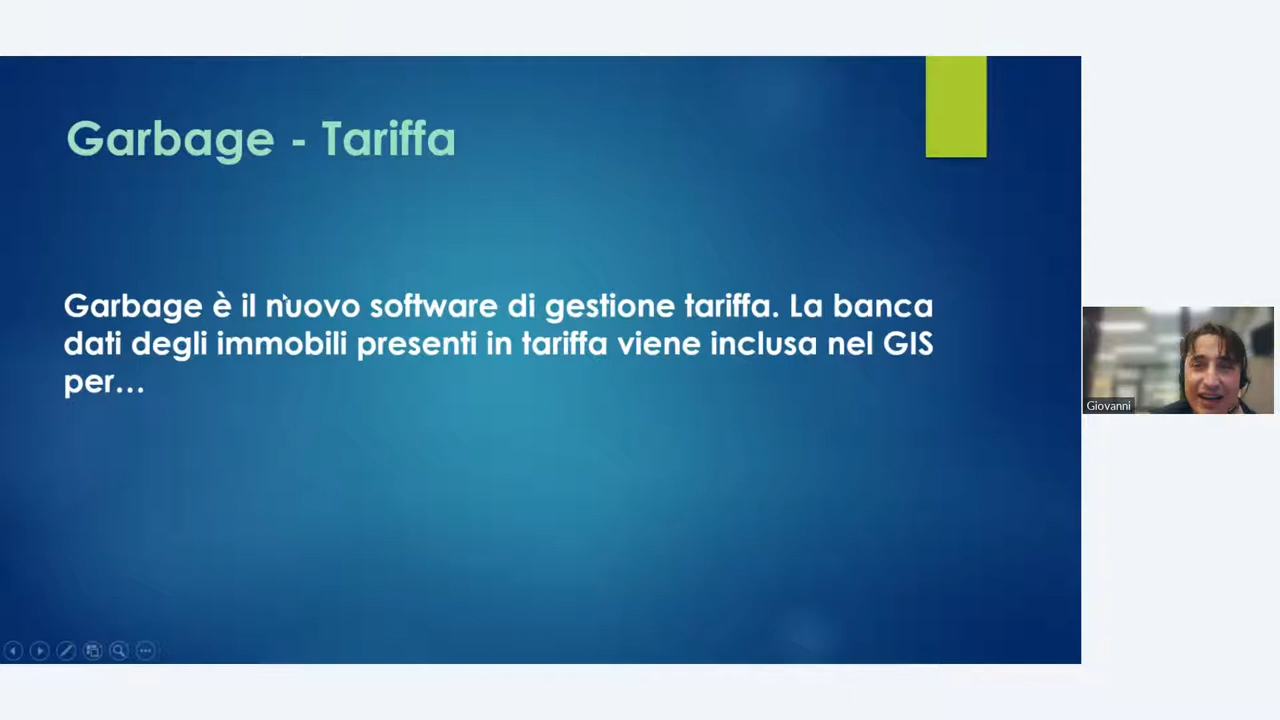 Garbage - Tariffa
Garbage è il nuovo software di gestione tariffa. La banca
dati degli immobili presenti in tariffa viene inclusa nel GIS
per...
Giovanni